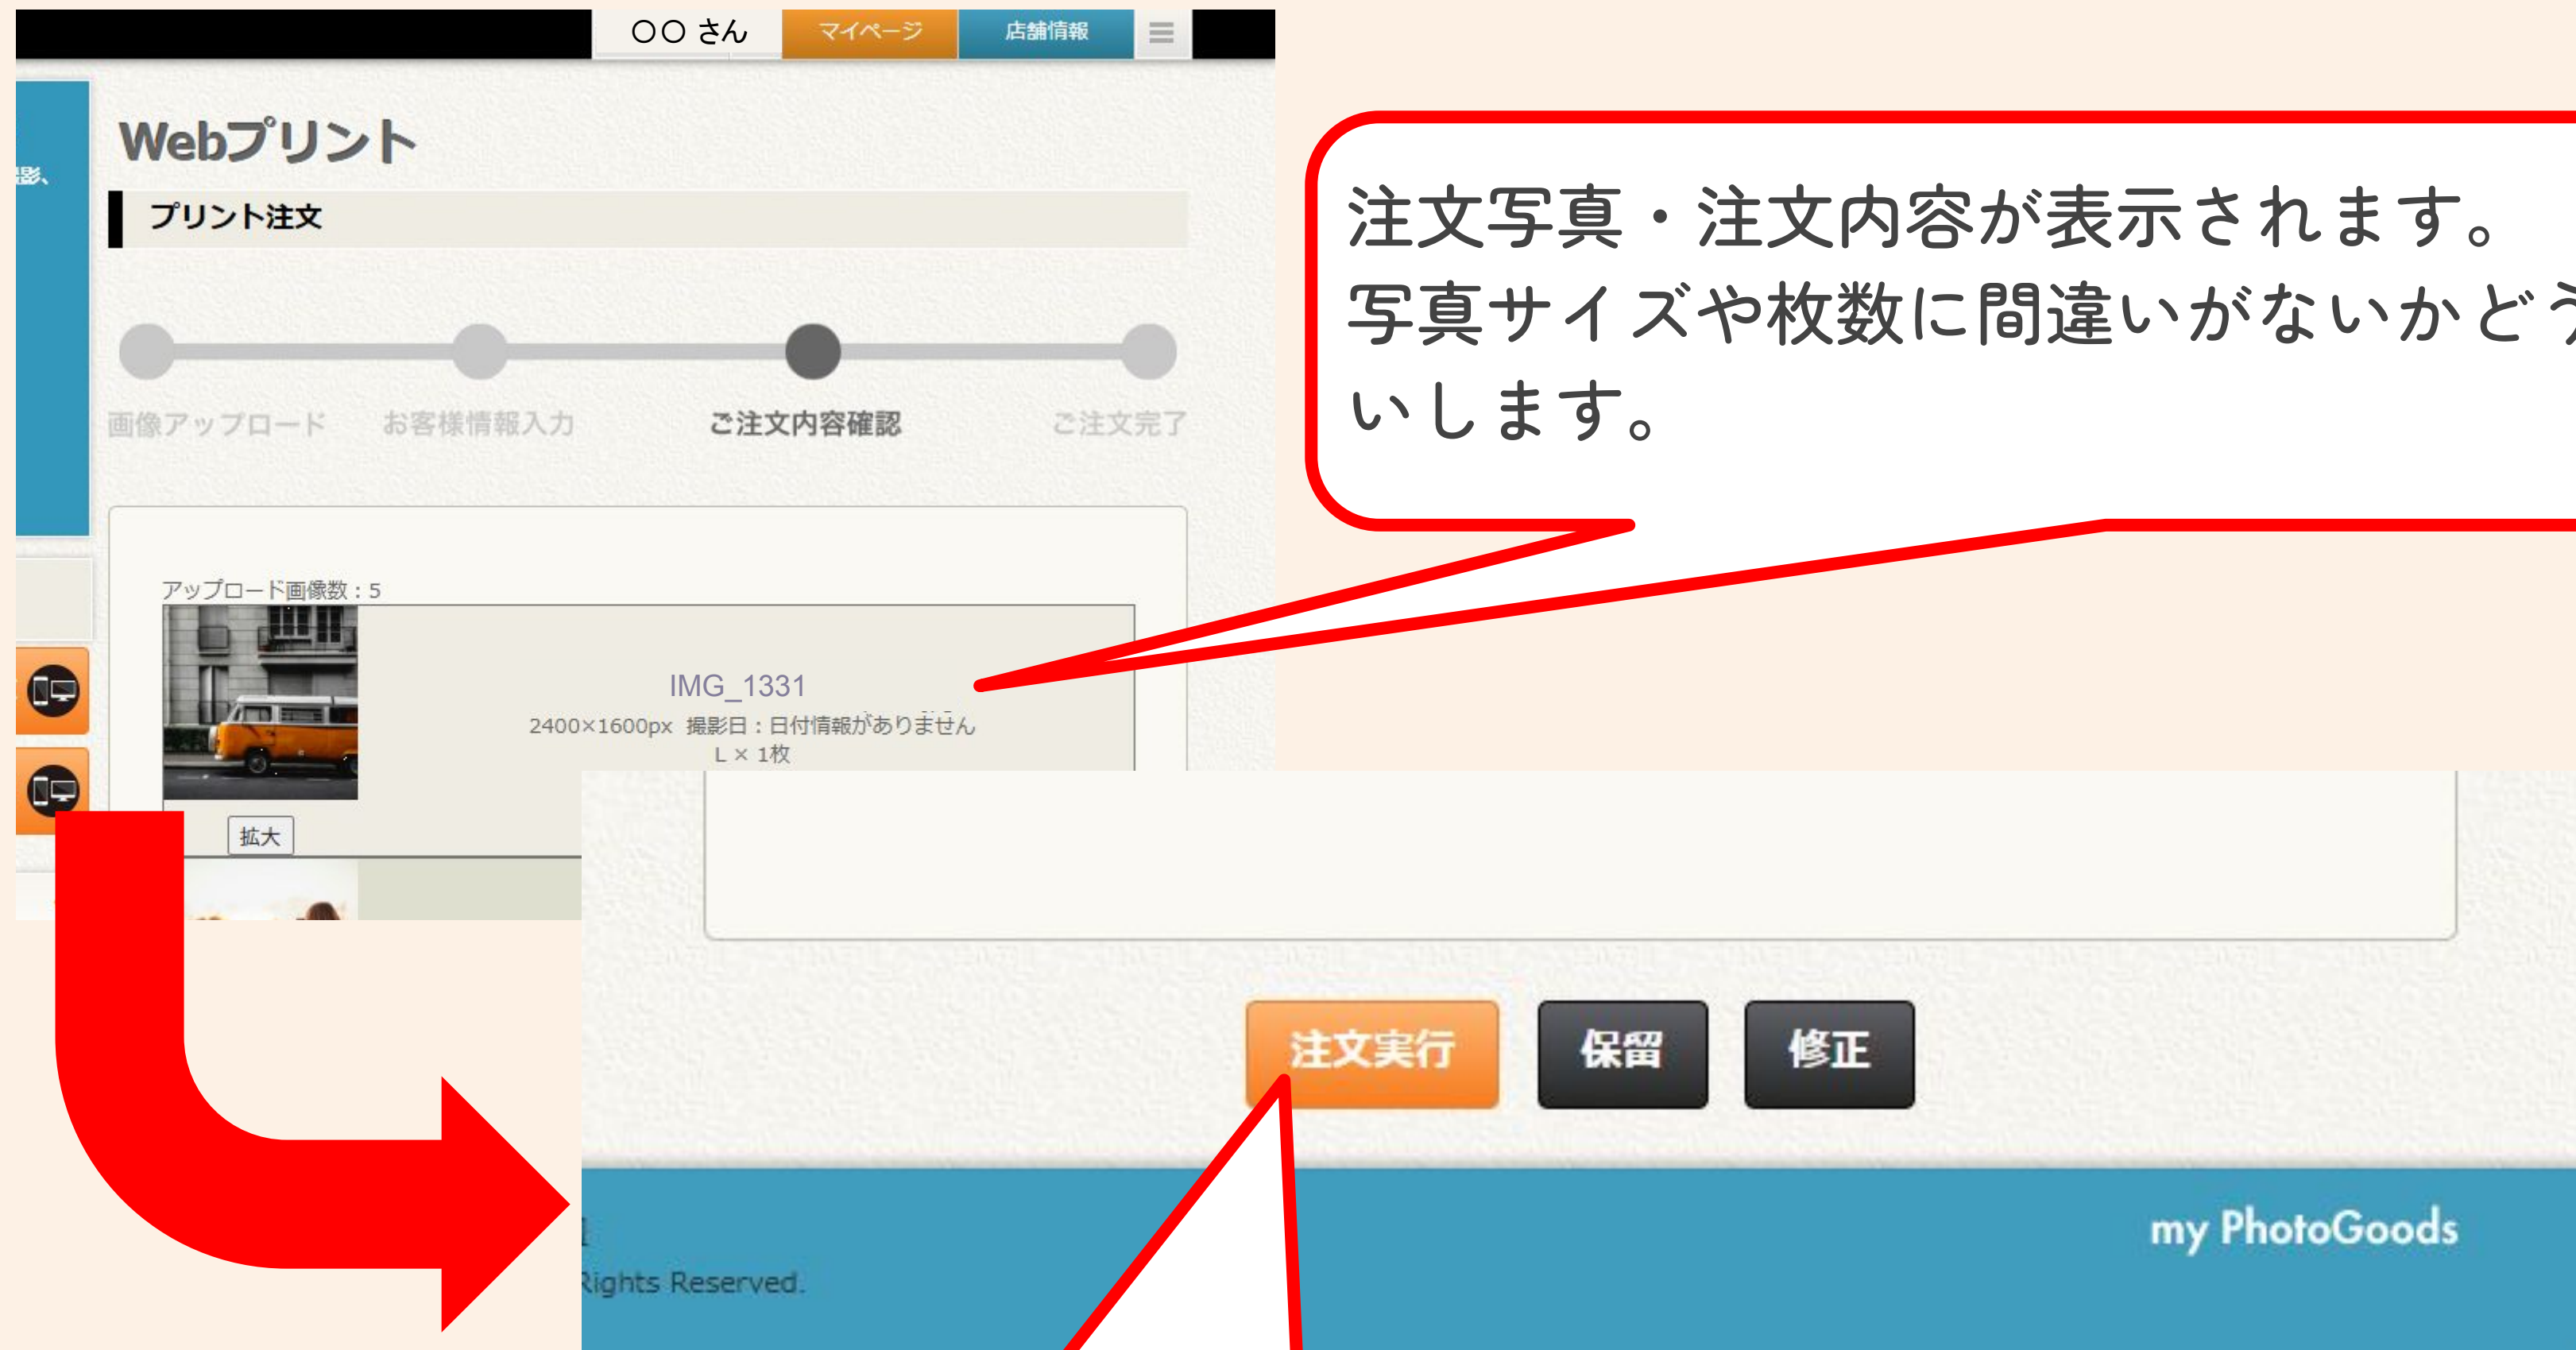 〇〇 さん
マイページ
店舗情報
影、
Webプリント
プリント注文
画像アップロード
お客様情報入力
ご注文内容確認
ご注文完了
注文写真・注文内容が表示されます。
写真サイズや枚数に間違いがないかどう
いします。
アップロード画像数：5
IMG_1331
2400×1600px 撮影日：日付情報がありません
L × 1枚
拡大
注文実行
保留
修正
my PhotoGoods
Rights Reserved.